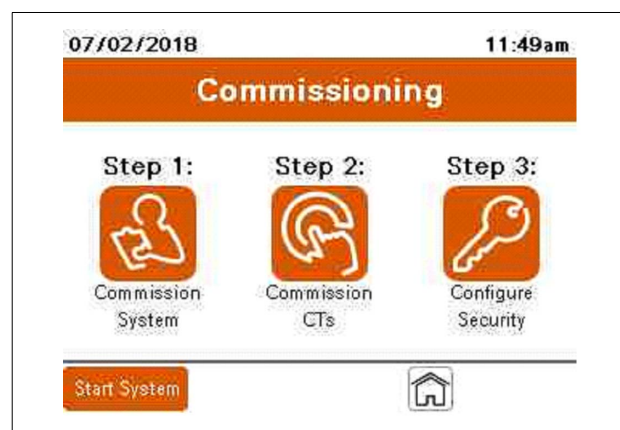 07/02/2018 11:49am
Commissioning
Step 1: Step 2: Step 3:
Commission Commission Configure
System CTs Security
Start System